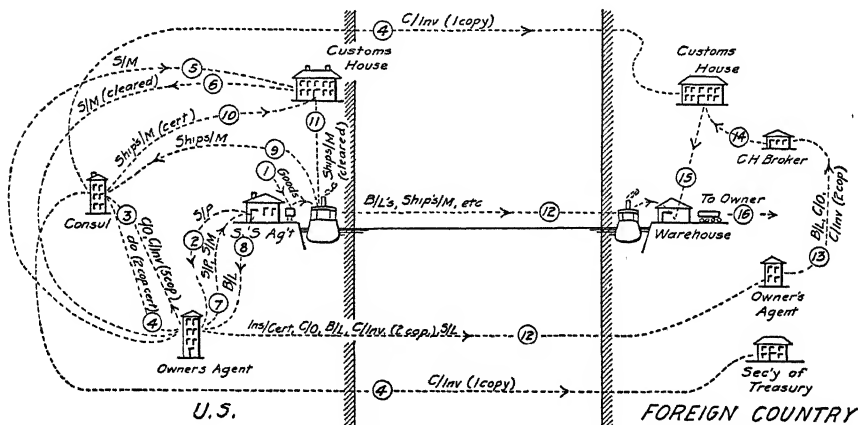 4
C/Inv (1 copy)
Customs
House
Customs
House
S/M
5
S/M (cleared)
6
Ship's/M (cert)
10
11
Ship's/M
(cleared)
Ships/M
9
1
Goods
Consul
3
C/O, C/Inv (5 cop)
do (2 cop cert)
4
S/P
2
S.'S. Ag't
S/P, S/M
7
8
B/L
Owners Agent
B/L's, Ship's/M, etc
12
14
CH Broker
15
To Owner
16
Warehouse
B/L, C/O,
C/Inv (2 cop)
13
Owner's
Agent
Ins/Cert, C/O, B/L, C/Inv, (2 cop.), S/L
12
Sec'y of
Treasury
4
C/Inv (1 copy)
U.S.
FOREIGN COUNTRY